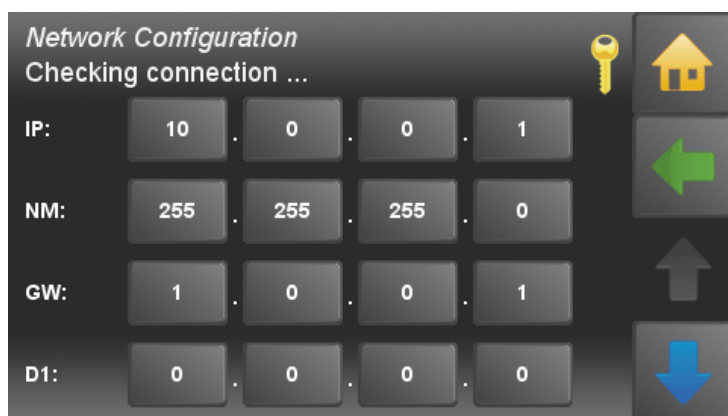 Network Configuration
Checking connection ...
IP: 10 . 0 . 0 . 1
NM: 255 . 255 . 255 . 0
GW: 1 . 0 . 0 . 1
D1: 0 . 0 . 0 . 0